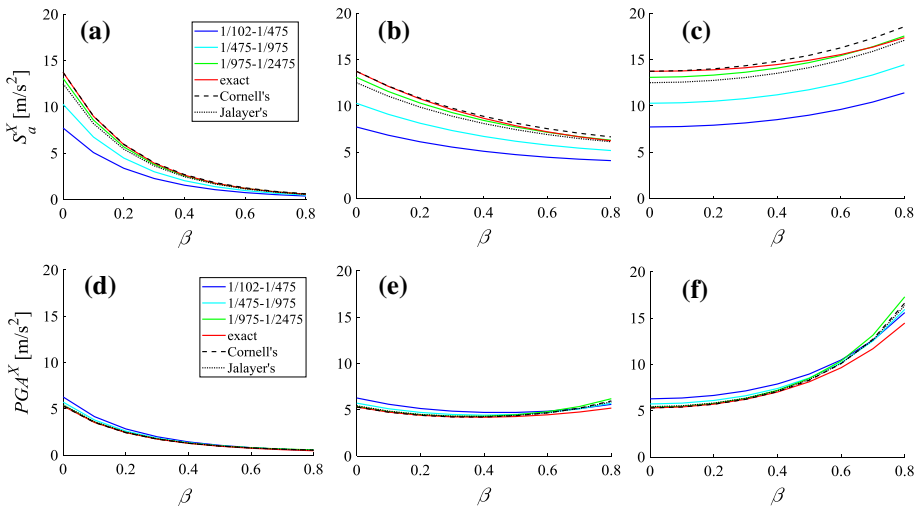 (a)
1/102-1/475
1/475-1/975
1/975-1/2475
exact
Cornell's
Jalayer's
20
15
10
5
0
S_a^X [m/s²]
0 0.2 0.4 0.6 0.8
β
(b)
20
15
10
5
0
0 0.2 0.4 0.6 0.8
β
(c)
20
15
10
5
0
0 0.2 0.4 0.6 0.8
β
(d)
1/102-1/475
1/475-1/975
1/975-1/2475
exact
Cornell's
Jalayer's
20
15
10
5
0
PGA^X [m/s²]
0 0.2 0.4 0.6 0.8
β
(e)
20
15
10
5
0
0 0.2 0.4 0.6 0.8
β
(f)
20
15
10
5
0
0 0.2 0.4 0.6 0.8
β